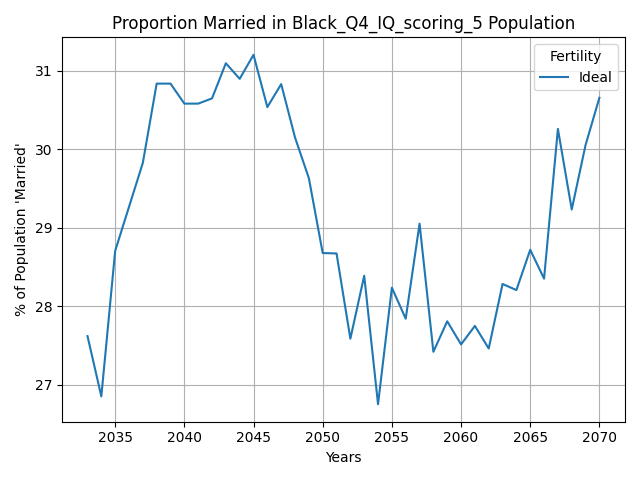 Proportion Married in Black_Q4_IQ_scoring_5 Population
Fertility
Ideal
% of Population 'Married'
31
30
29
28
27
2035 2040 2045 2050 2055 2060 2065 2070
Years